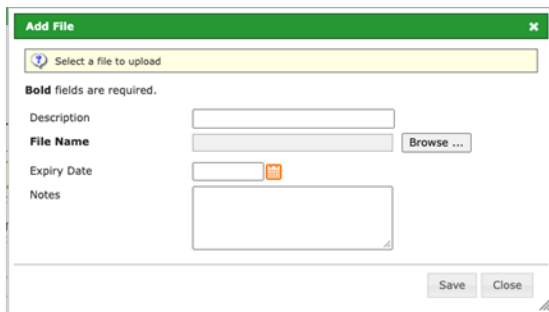 Add File
Select a file to upload
Bold fields are required.
Description
File Name
Browse ...
Expiry Date
Notes
Save Close